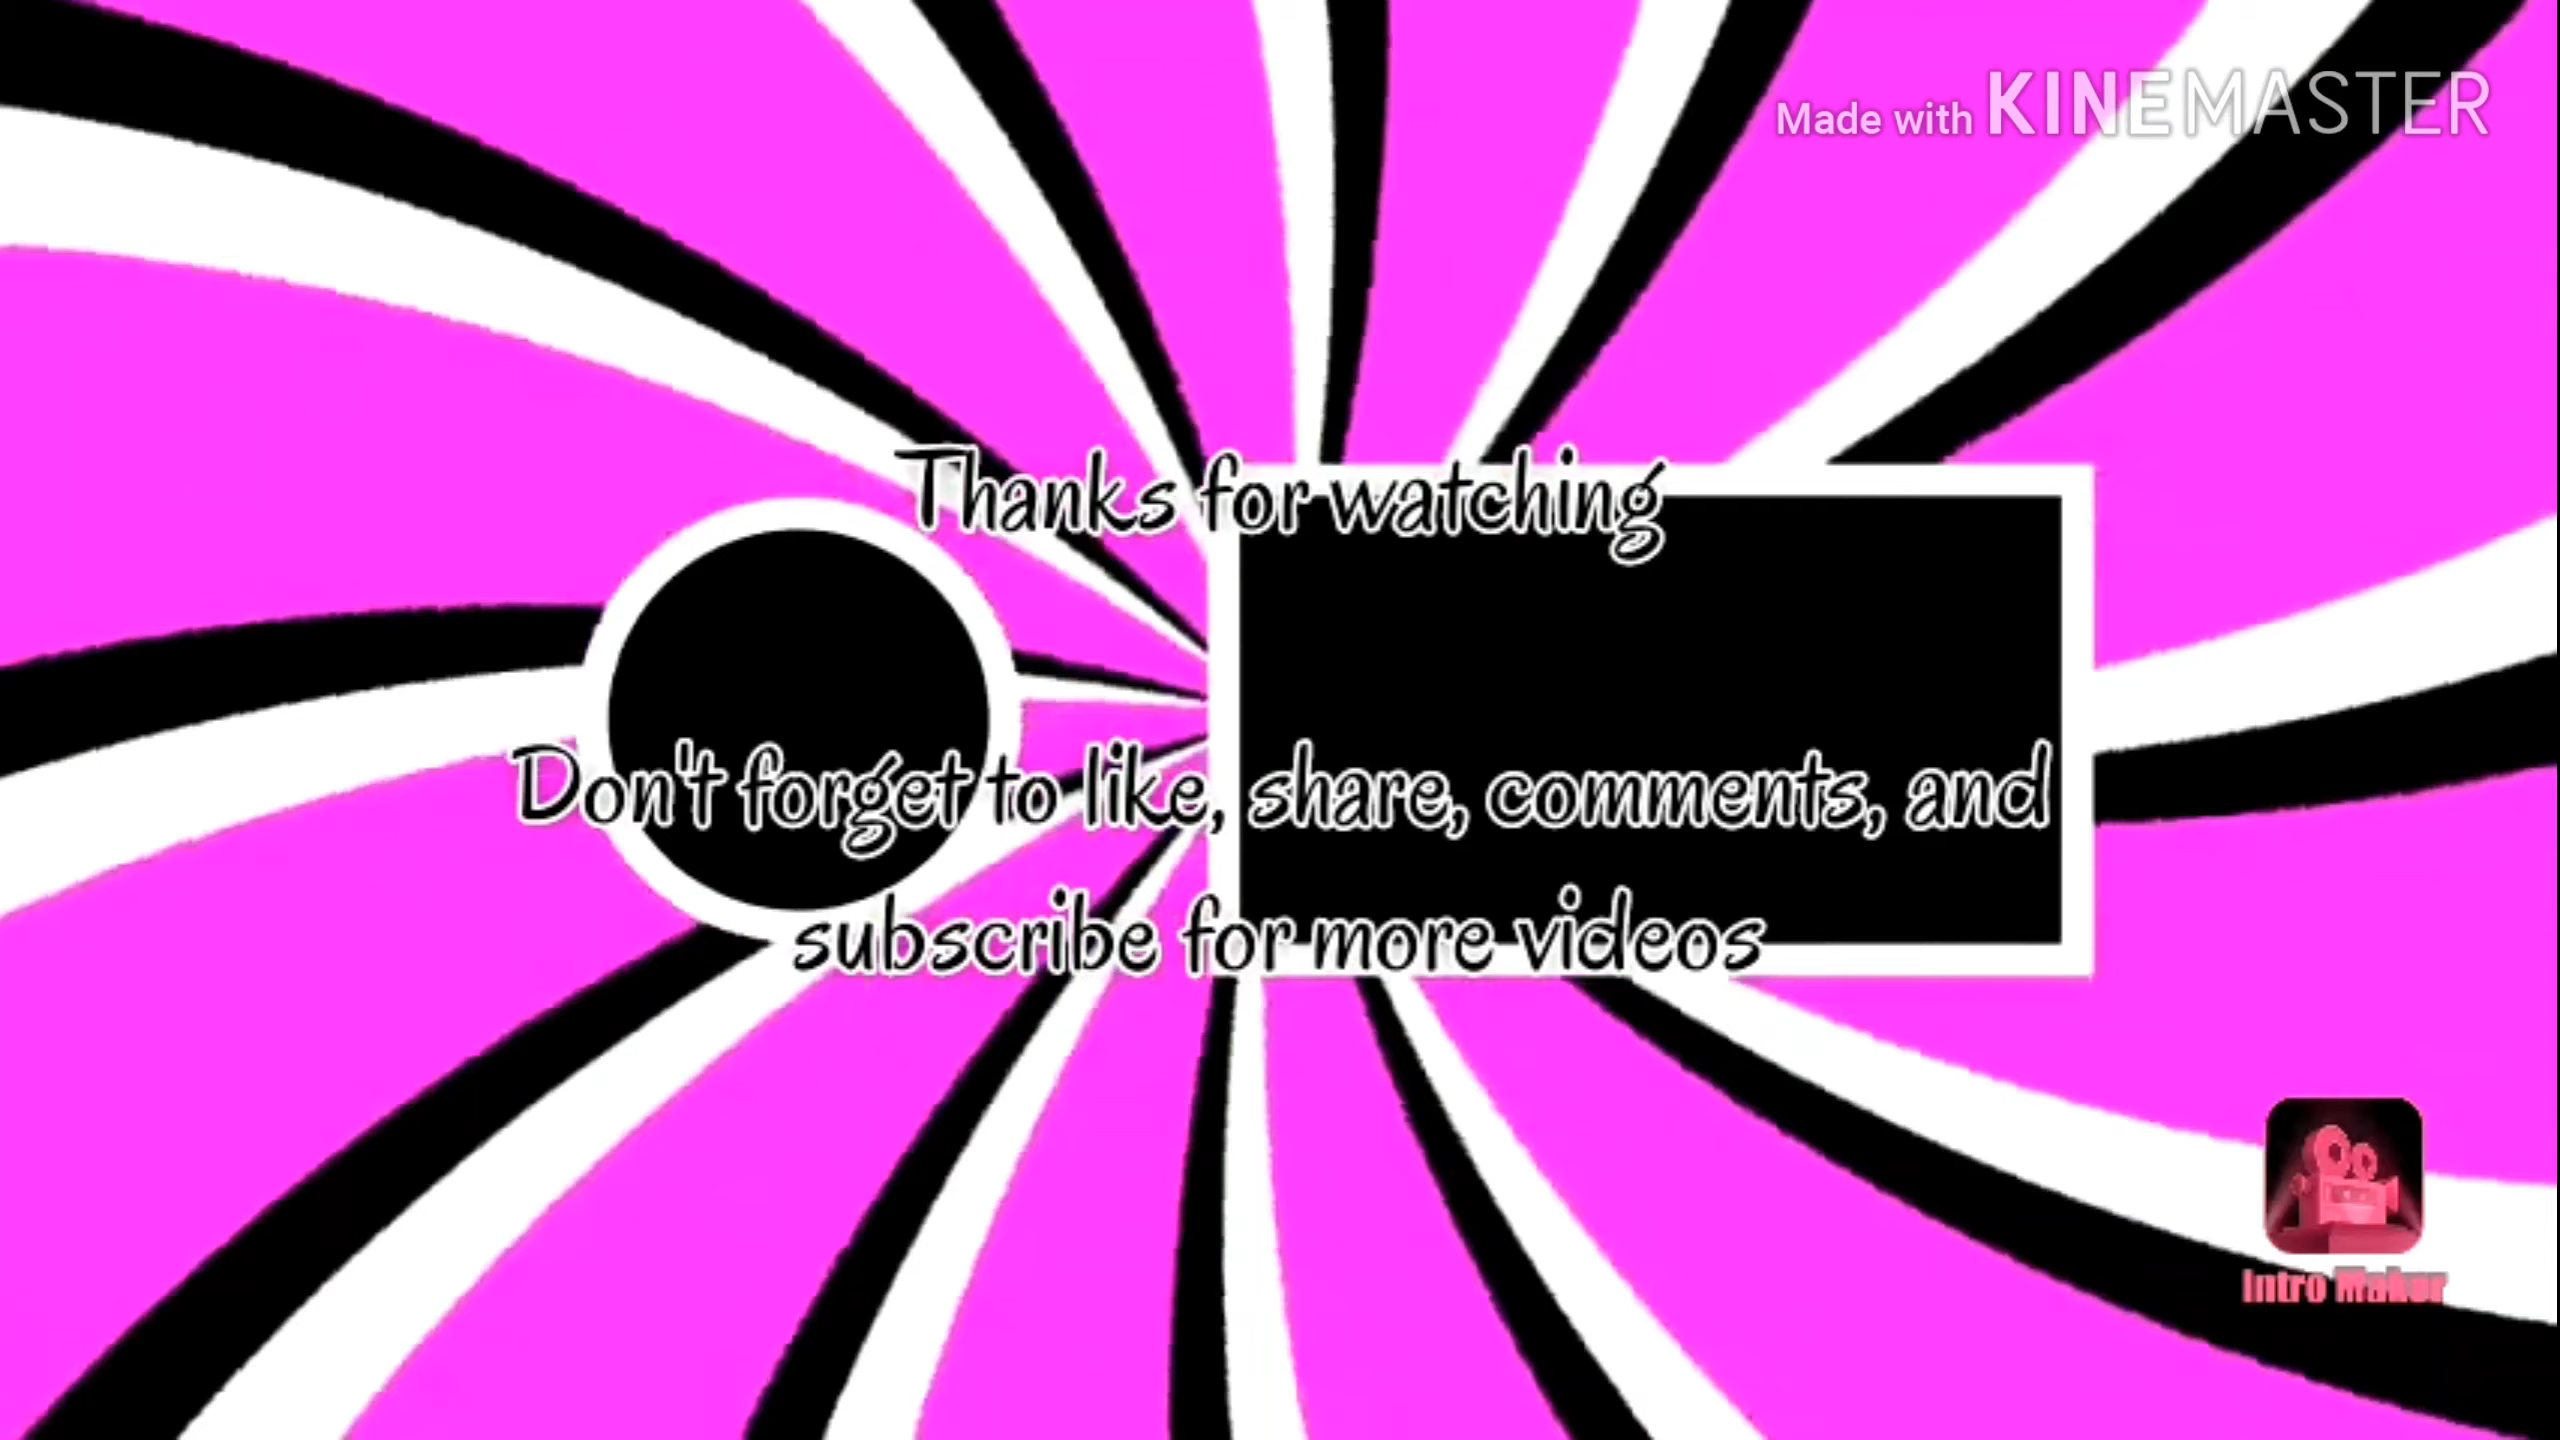 Made with KINEMASTER
Thanks for watching
Don't forget to like, share, comments, and
subscribe for more videos
Intro Maker